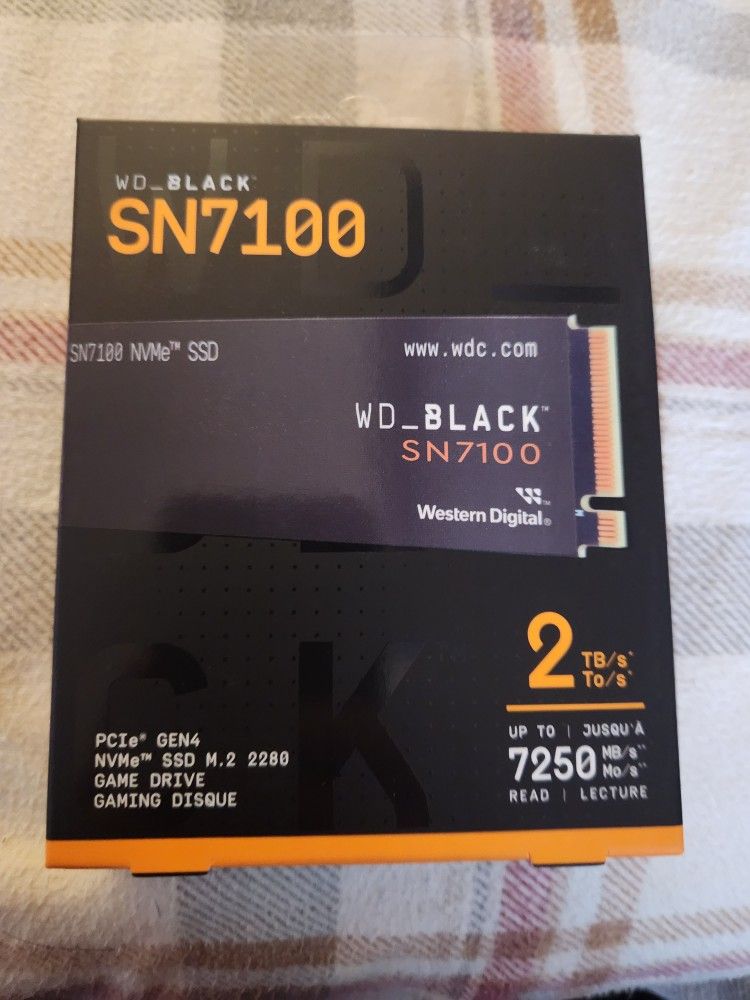 WD_BLACK™
SN7100
SN7100 NVMe™ SSD
www.wdc.com
WD_BLACK™
SN7100
Western Digital®
2 TB/s*
To/s*
PCIe® GEN4
NVMe™ SSD M.2 2280
GAME DRIVE
GAMING DISQUE
UP TO | JUSQU'À
7250 MB/s**
Mo/s**
READ | LECTURE